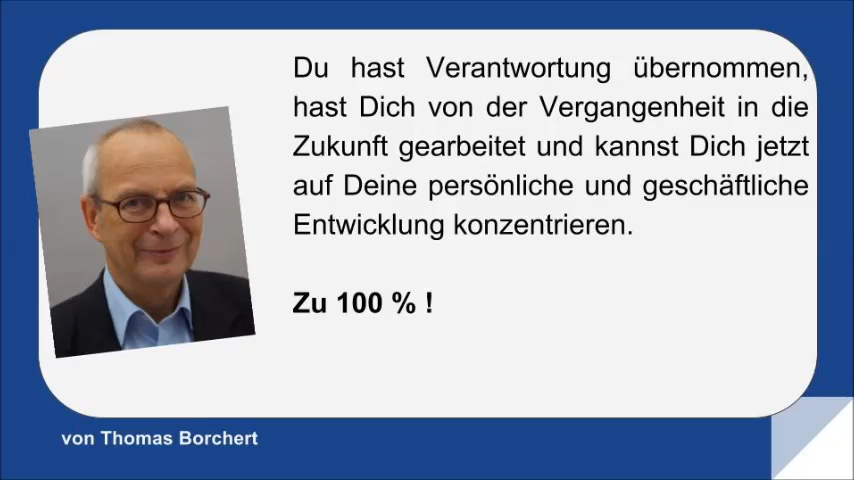 Du hast Verantwortung übernommen,
hast Dich von der Vergangenheit in die
Zukunft gearbeitet und kannst Dich jetzt
auf Deine persönliche und geschäftliche
Entwicklung konzentrieren.
Zu 100 % !
von Thomas Borchert